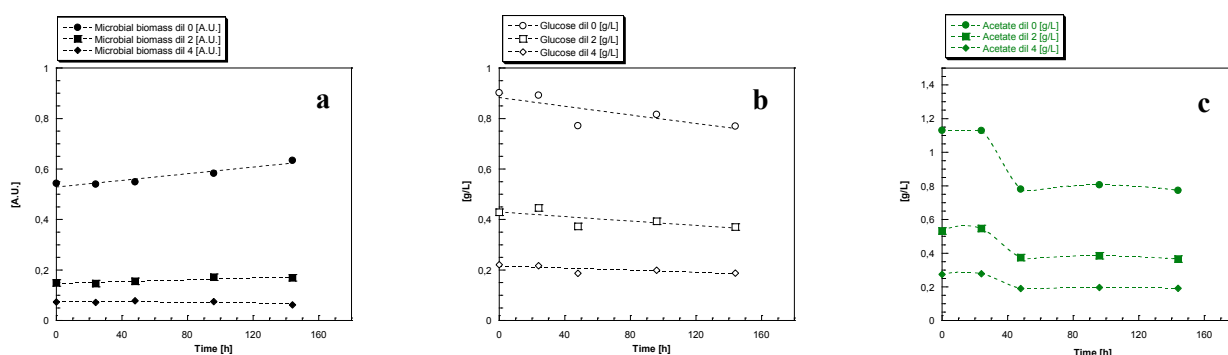 Microbial biomass dil 0 [A.U.]
Microbial biomass dil 2 [A.U.]
Microbial biomass dil 4 [A.U.]
1
0,8
0,6
0,4
0,2
0
0 40 80 120 160
[A.U.]
Time [h]
a
Glucose dil 0 [g/L]
Glucose dil 2 [g/L]
Glucose dil 4 [g/L]
1
0,8
0,6
0,4
0,2
0
0 40 80 120 160
[g/L]
Time [h]
b
Acetate dil 0 [g/L]
Acetate dil 2 [g/L]
Acetate dil 4 [g/L]
1,4
1,2
1
0,8
0,6
0,4
0,2
0
0 40 80 120 160
[g/L]
Time [h]
c